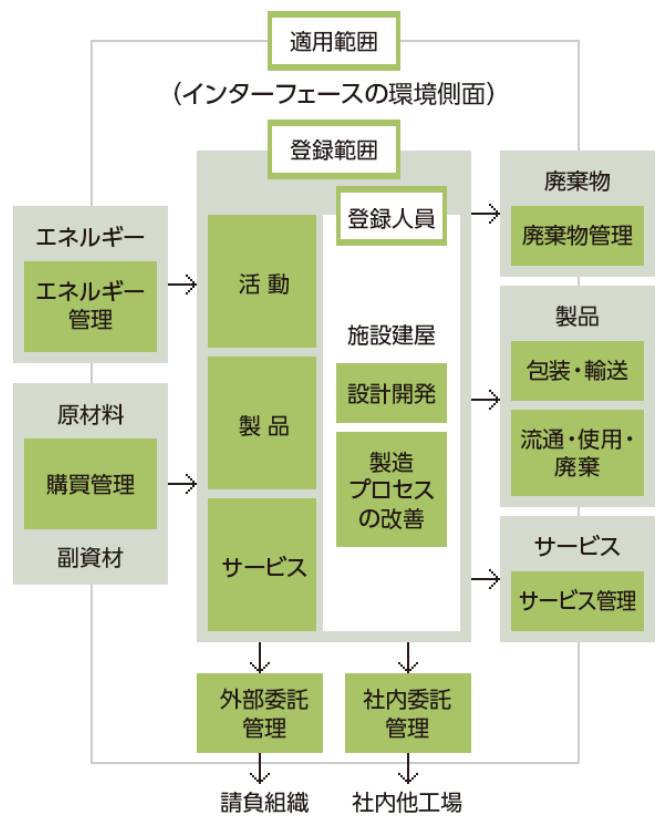 適用範囲
(インターフェースの環境側面)
登録範囲
登録人員
エネルギー
エネルギー
管理
原材料
購買管理
副資材
活 動
製 品
サービス
施設建屋
設計開発
製造
プロセス
の改善
廃棄物
廃棄物管理
製品
包装・輸送
流通・使用・
廃棄
サービス
サービス管理
外部委託
管理
社内委託
管理
請負組織
社内他工場